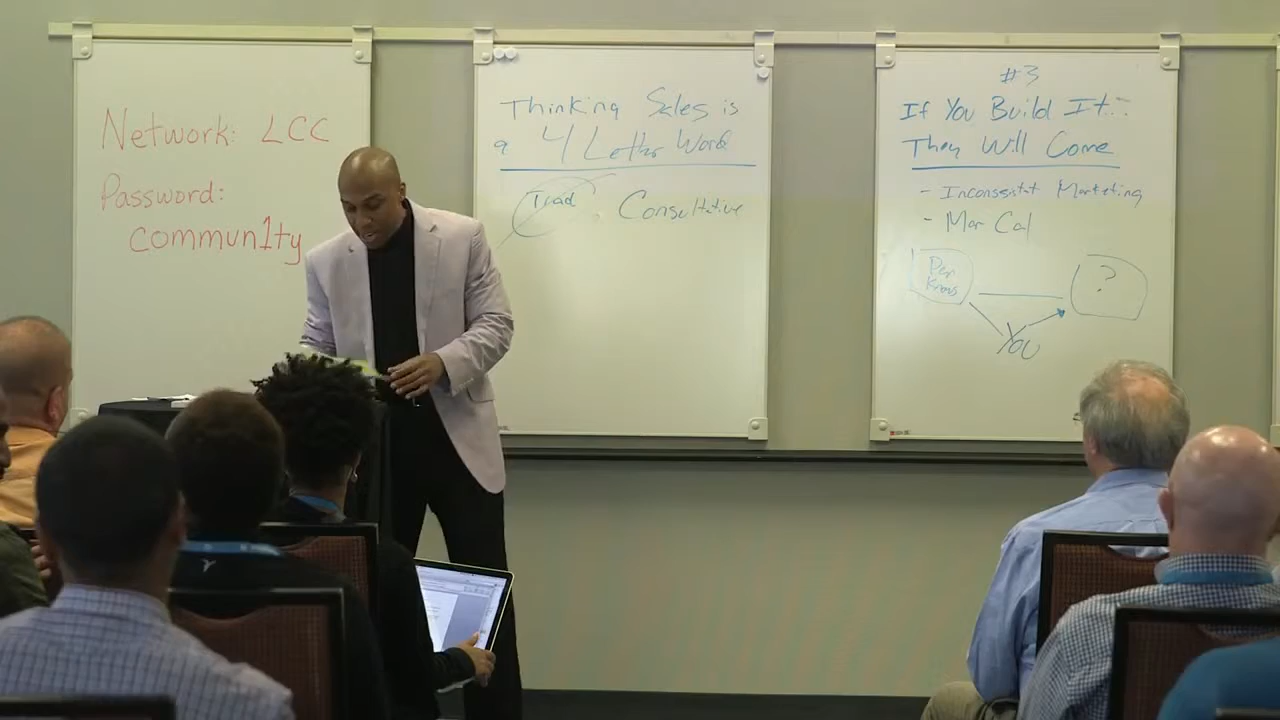 Network: LCC
Password:
commun1ty
Thinking Sales is
a 4 Letter Word
Trad Consultative
#3
If You Build It...
They Will Come
- Marketing
- Mar Cal
?
YOU